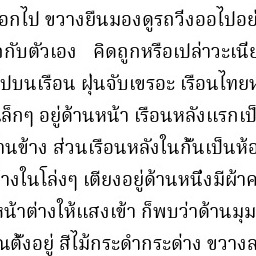 อกไป ขวางยืนมองดูรถวิ่งออไปอย่
กับตัวเอง คิดถูกหรือเปล่าวะเนี่
ปบนเรือน ฝุ่นจับเขรอะ เรือนไทยห
ล็กๆ อยู่ด้านหน้า เรือนหลังแรกเป็
านข้าง ส่วนเรือนหลังในกั้นเป็นห้อ
างในโล่งๆ เตียงอยู่ด้านหนึ่งมีผ้าค
หน้าต่างให้แสงเข้า ก็พบว่าด้านมุม
นตั้งอยู่ สีไม้กระดำกระด่าง ขวางล